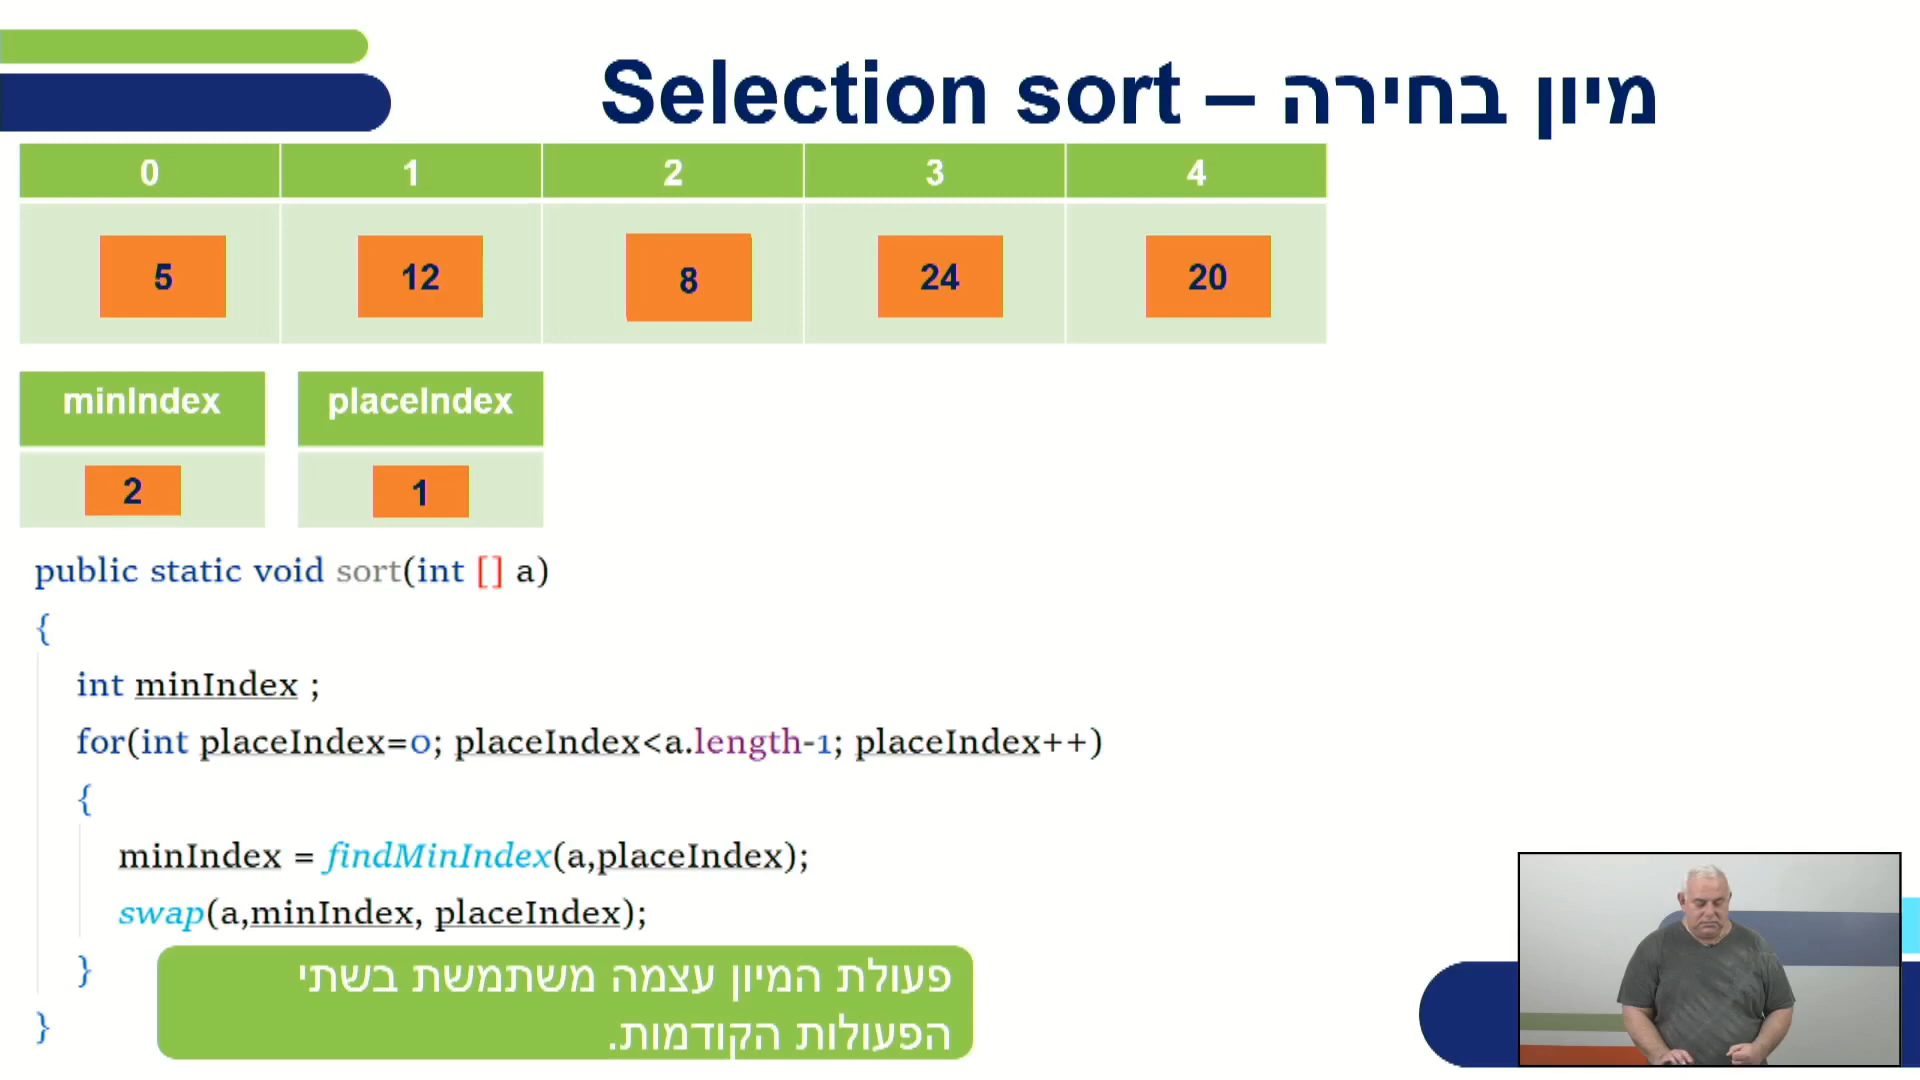 מיון בחירה – Selection sort
0 1 2 3 4
5 12 8 24 20
minIndex placeIndex
2 1
public static void sort(int [] a)
{
int minIndex ;
for(int placeIndex=0; placeIndex<a.length-1; placeIndex++)
{
minIndex = findMinIndex(a,placeIndex);
swap(a,minIndex, placeIndex);
}
}
פעולת המיון עצמה משתמשת בשתי
הפעולות הקודמות.